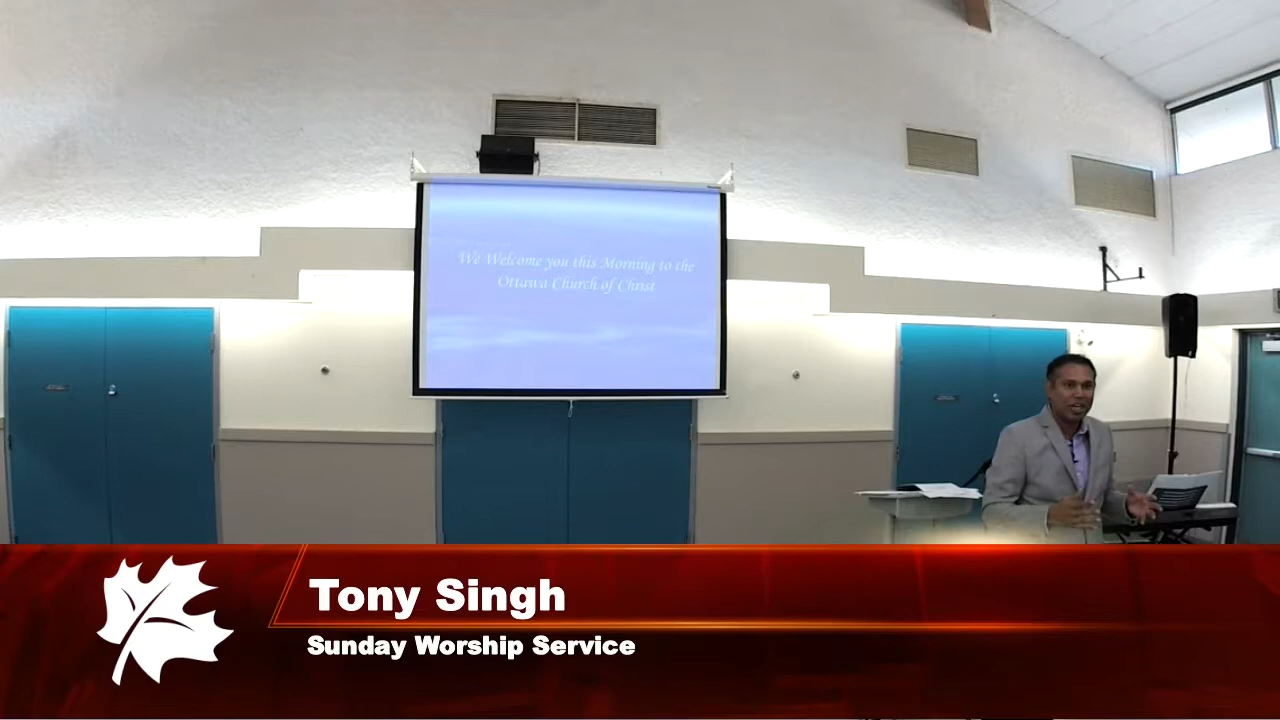 We Welcome you this Morning to the
Ottawa Church of Christ
Tony Singh
Sunday Worship Service